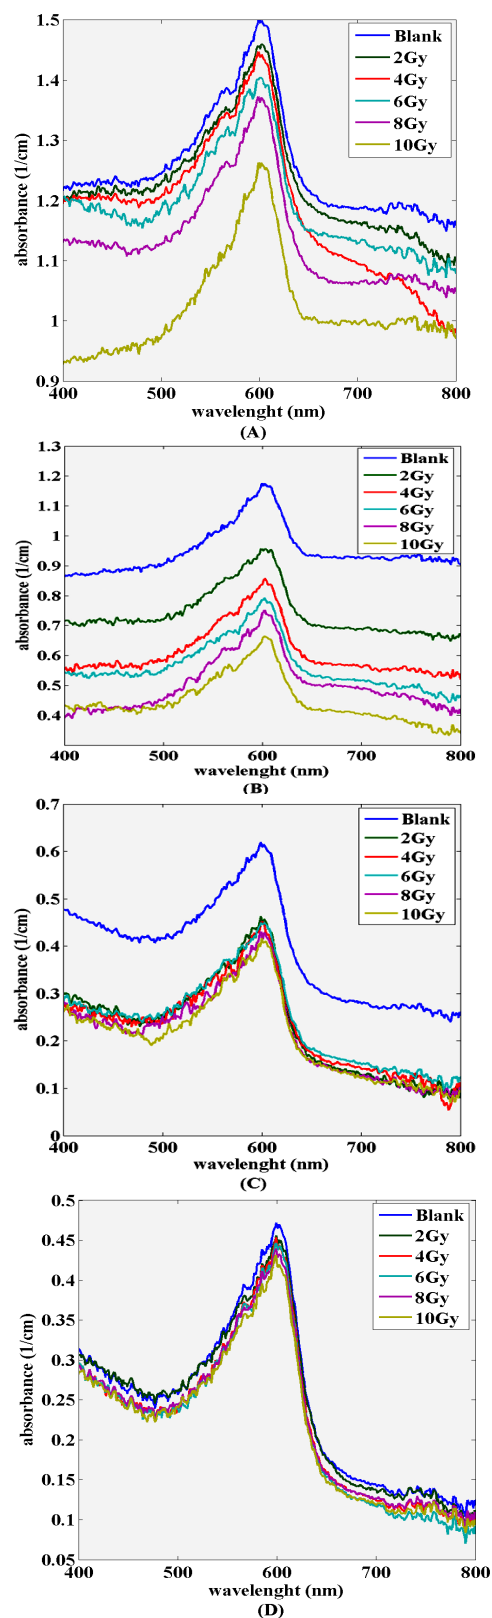 1.5
1.4
1.3
1.2
1.1
1
0.9
absorbance (1/cm)
Blank
2Gy
4Gy
6Gy
8Gy
10Gy
400 500 600 700 800
wavelenght (nm)
(A)
1.3
1.2
1.1
1
0.9
0.8
0.7
0.6
0.5
0.4
absorbance (1/cm)
Blank
2Gy
4Gy
6Gy
8Gy
10Gy
400 500 600 700 800
wavelenght (nm)
(B)
0.7
0.6
0.5
0.4
0.3
0.2
0.1
0
absorbance (1/cm)
Blank
2Gy
4Gy
6Gy
8Gy
10Gy
400 500 600 700 800
wavelenght (nm)
(C)
0.5
0.45
0.4
0.35
0.3
0.25
0.2
0.15
0.1
0.05
absorbance (1/cm)
Blank
2Gy
4Gy
6Gy
8Gy
10Gy
400 500 600 700 800
wavelenght (nm)
(D)